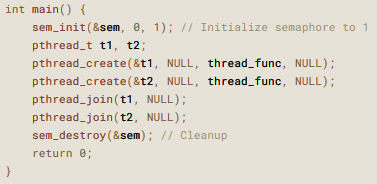 int main() {
    sem_init(&sem, 0, 1); // Initialize semaphore to 1
    pthread_t t1, t2;
    pthread_create(&t1, NULL, thread_func, NULL);
    pthread_create(&t2, NULL, thread_func, NULL);
    pthread_join(t1, NULL);
    pthread_join(t2, NULL);
    sem_destroy(&sem); // Cleanup
    return 0;
}